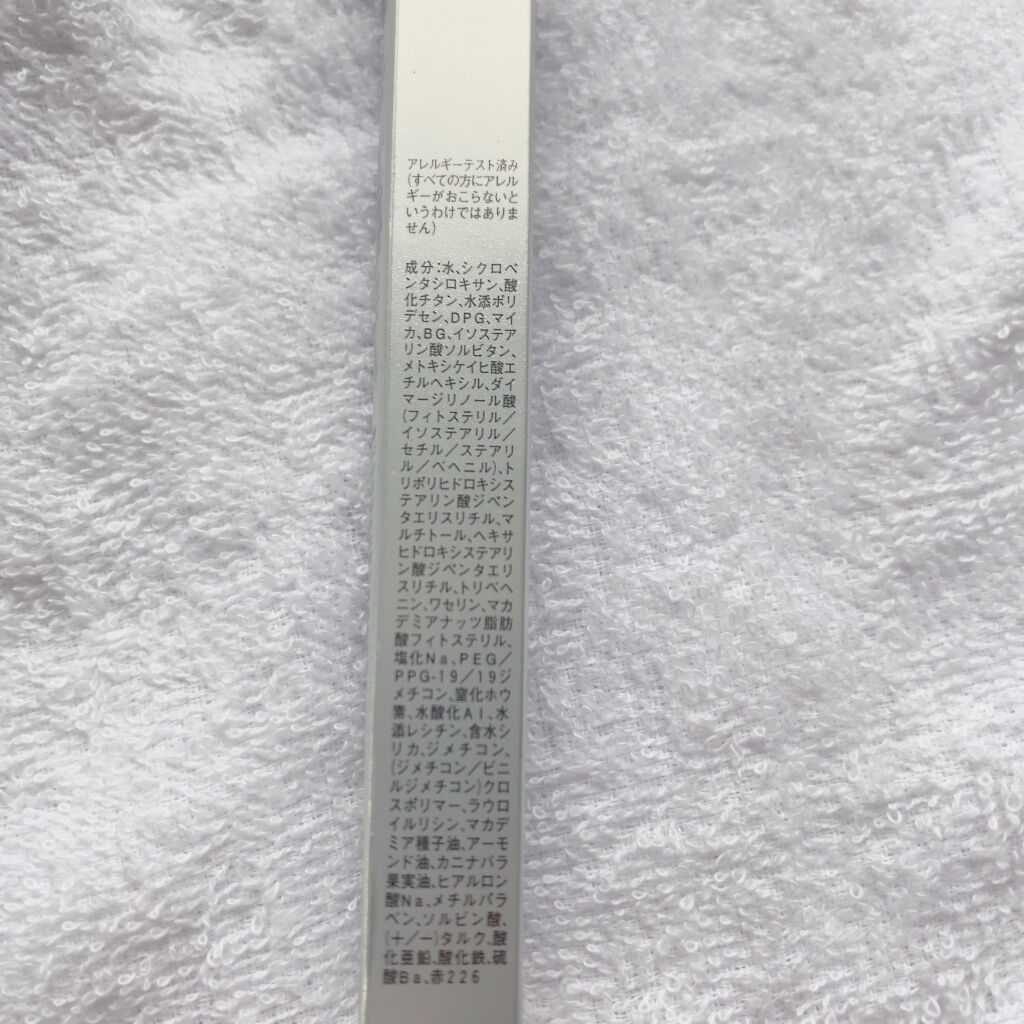 アレルギーテスト済み
(すべての方にアレル
ギーがおこらないと
いうわけではありま
せん)
成分:水、シクロペ
ンタシロキサン、酸
化チタン、水添ポリ
デセン、DPG、マイ
カ、BG、イソステア
リン酸ソルビタン、
メトキシケイヒ酸エ
チルヘキシル、ダイ
マージリノール酸
(フィトステリル/
イソステアリル/
セチル/ステアリ
ル/ベヘニル)、ト
リポリヒドロキシス
テアリン酸ジペン
タエリスリチル、マ
ルチトール、ヘキサ
ヒドロキシステアリ
ン酸ジペンタエリ
スリチル、トリベヘ
ニン、ワセリン、マカ
デミアナッツ脂肪
酸フィトステリル、
塩化Na、PEG/
PPG-19/19ジ
メチコン、窒化ホウ
素、水酸化Al、水
添レシチン、含水シ
リカ、ジメチコン、
(ジメチコン/ビニ
ルジメチコン)クロ
スポリマー、ラウロ
イルリシン、マカデ
ミア種子油、アーモ
ンド油、カニナバラ
果実油、ヒアルロン
酸Na、メチルパラ
ベン、ソルビン酸、
(+/-)タルク、酸
化亜鉛、酸化鉄、硫
酸Ba、赤226